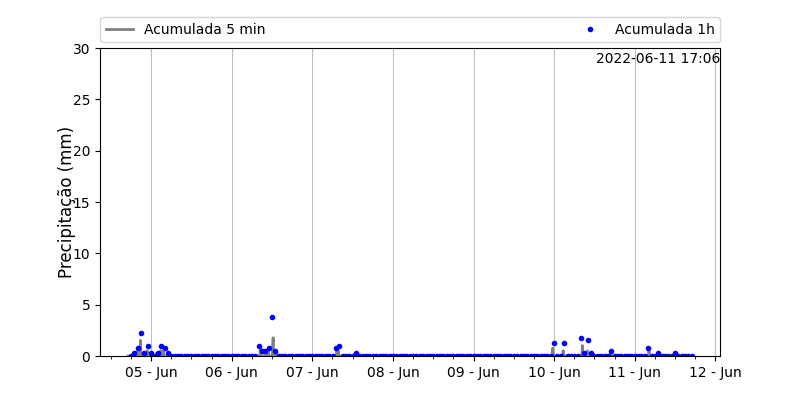 Acumulada 5 min
Acumulada 1h
2022-06-11 17:06
Precipitação (mm)
30
25
20
15
10
5
0
05 - Jun
06 - Jun
07 - Jun
08 - Jun
09 - Jun
10 - Jun
11 - Jun
12 - Jun